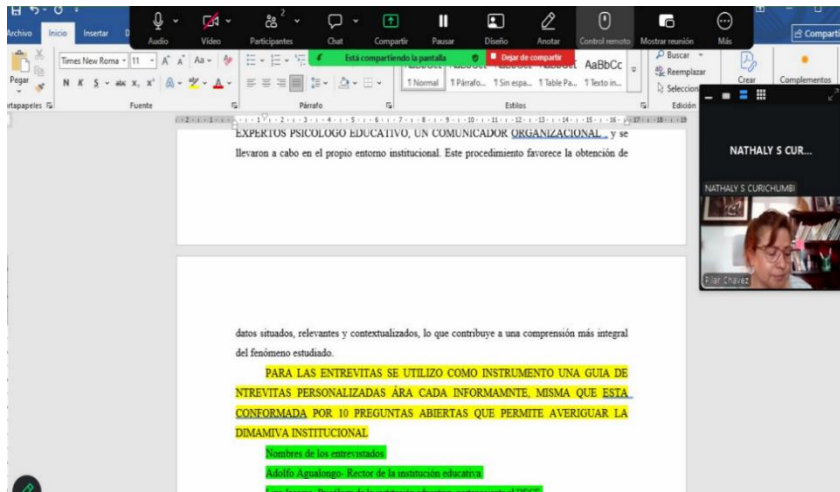 Audio Vídeo Participantes 2 Chat Compartir Pausar Diseño Anotar Control remoto Mostrar reunión Más
Archivo Inicio Insertar Comparti
Está compartiendo la pantalla Dejar de compartir
Times New Roma 11 A A Aa
Pegar N K S abc x, x² A
Normal 1 Párrafo... 1 Sin espa... 1 Table Pa... 1 Texto in...
AaBbCc
Buscar
Reemplazar
Seleccion
Crear
Complementos
Fuente Párrafo Estilos Edición
EXPERTOS PSICOLOGO EDUCATIVO, UN COMUNICADOR ORGANIZACIONAL , y se
llevaron a cabo en el propio entorno institucional. Este procedimiento favorece la obtención de
NATHALY S CUR...
NATHALY S CURICHUMBI
Pilar Chavez
datos situados, relevantes y contextualizados, lo que contribuye a una comprensión más integral
del fenómeno estudiado.
PARA LAS ENTREVITAS SE UTILIZO COMO INSTRUMENTO UNA GUIA DE
NTREVITAS PERSONALIZADAS ÁRA CADA INFORMAMNTE, MISMA QUE ESTA
CONFORMADA POR 10 PREGUNTAS ABIERTAS QUE PERMITE AVERIGUAR LA
DIMAMIVA INSTITUCIONAL
Nombres de los entrevistados
Adolfo Agualongo- Rector de la institución educativa